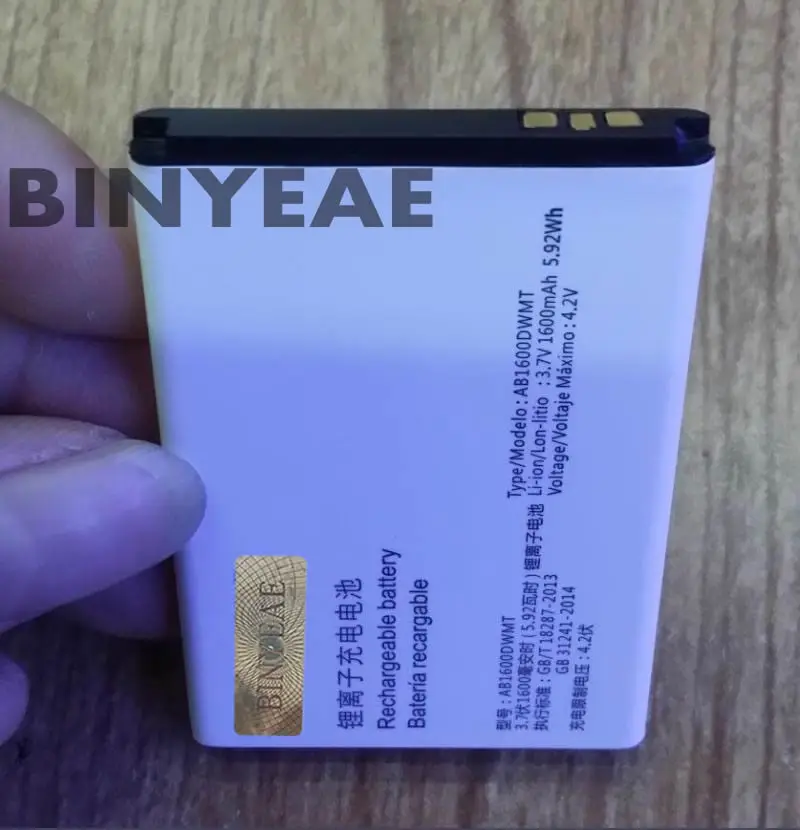 BINYEAE
锂离子充电电池
Rechargeable battery
Batería recargable
BINODAE
型号：AB1600DWMT
3.7伏1600毫安时（5.92瓦时）锂离子电池
执行标准：GB/T 18287-2013
GB 31241-2014
充电限制电压：4.2伏
Type/Modelo：AB1600DWMT
Li-ion/Lon-litio ：3.7V 1600mAh 5.92Wh
Voltage/Voltaje Máximo：4.2V